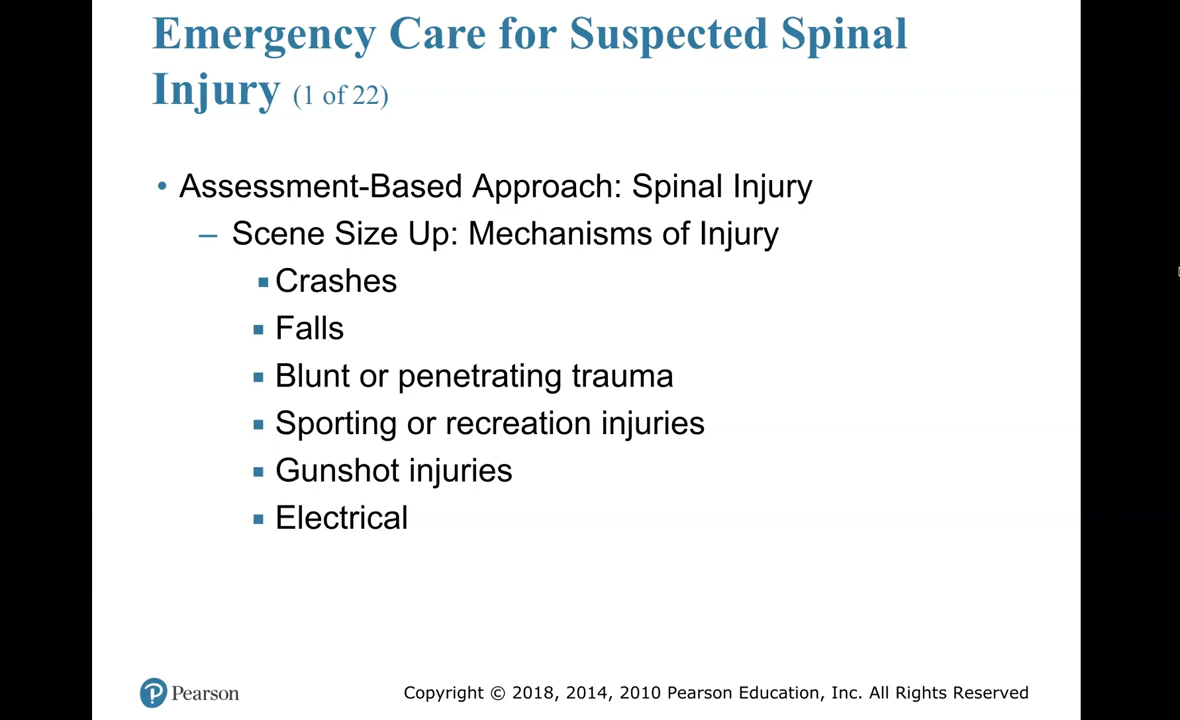 Emergency Care for Suspected Spinal
Injury (1 of 22)
• Assessment-Based Approach: Spinal Injury
– Scene Size Up: Mechanisms of Injury
▪ Crashes
▪ Falls
▪ Blunt or penetrating trauma
▪ Sporting or recreation injuries
▪ Gunshot injuries
▪ Electrical
Pearson
Copyright © 2018, 2014, 2010 Pearson Education, Inc. All Rights Reserved